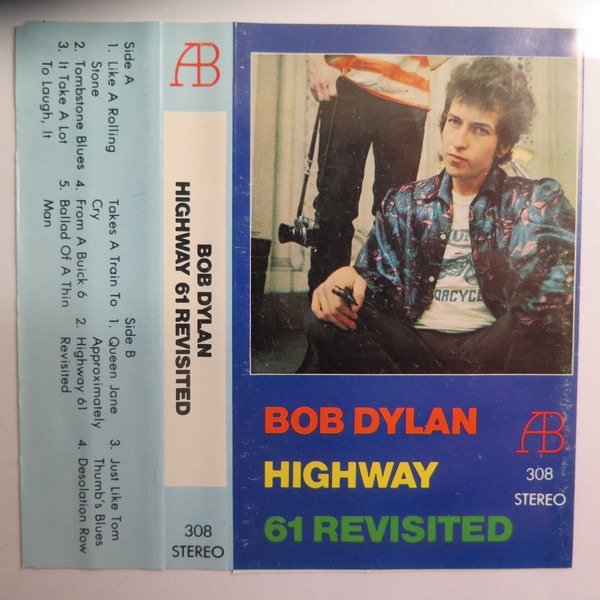 Side A
1. Like A Rolling
Stone
2. Tombstone Blues
3. It Take A Lot
To Laugh, It
Takes A Train To
Cry
4. From A Buick 6
5. Ballad Of A Thin
Man
Side B
1. Queen Jane
Approximately
2. Highway 61
Revisited
3. Just Like Tom
Thumb's Blues
4. Desolation Row
AB
BOB DYLAN
HIGHWAY 61 REVISITED
308
STEREO
BOB DYLAN
HIGHWAY
61 REVISITED
AB
308
STEREO